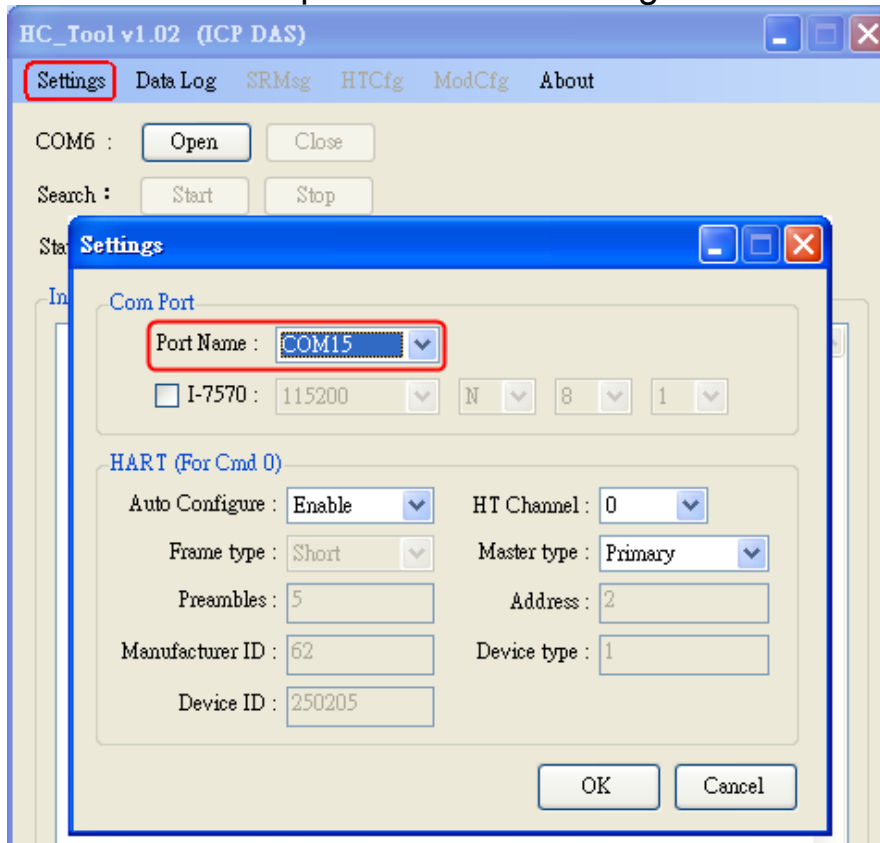 HC_Tool v1.02 (ICP DAS)
Settings Data Log SRMsg HTCfg ModCfg About
COM6 : Open Close
Search : Start Stop
Settings
Com Port
Port Name : COM15
I-7570 : 115200 N 8 1
HART (For Cmd 0)
Auto Configure : Enable HT Channel : 0
Frame type : Short Master type : Primary
Preambles : 5 Address : 2
Manufacturer ID : 62 Device type : 1
Device ID : 250205
OK Cancel